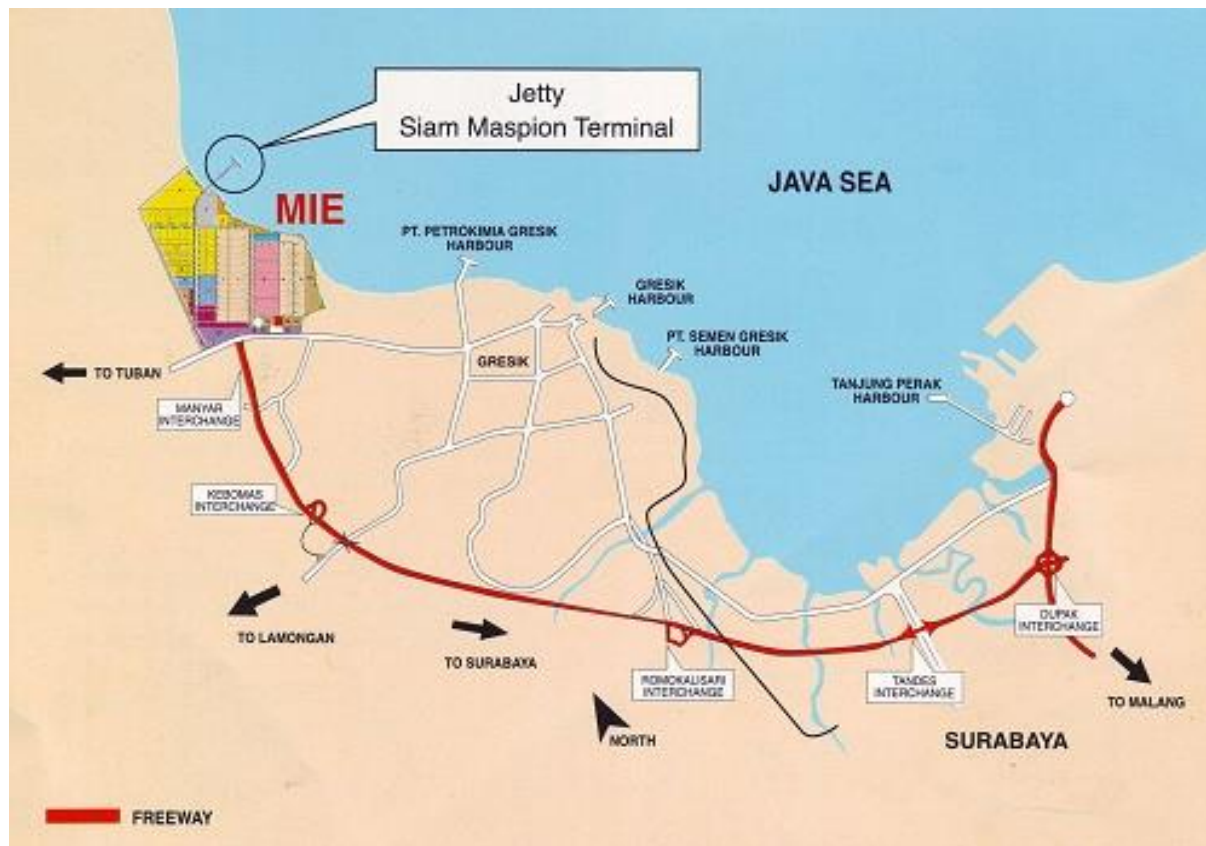 Jetty
Siam Maspion Terminal
JAVA SEA
MIE
PT. PETROKIMIA GRESIK
HARBOUR
GRESIK
HARBOUR
PT. SEMEN GRESIK
HARBOUR
GRESIK
TO TUBAN
TANJUNG PERAK
HARBOUR
MANYAR
INTERCHANGE
KEBOMAS
INTERCHANGE
TO LAMONGAN
TO SURABAYA
DUPAK
INTERCHANGE
ROMOKALISARI
INTERCHANGE
TANDES
INTERCHANGE
TO MALANG
NORTH
SURABAYA
FREEWAY